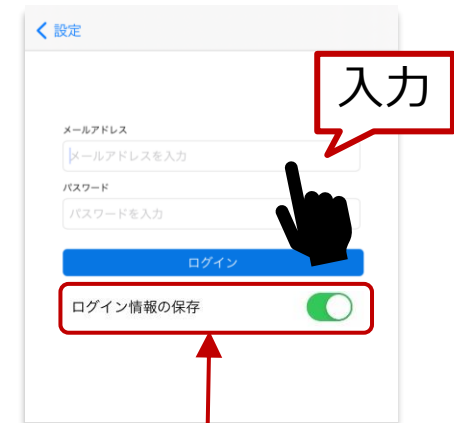 設定
入力
メールアドレス
メールアドレスを入力
パスワード
パスワードを入力
ログイン
ログイン情報の保存